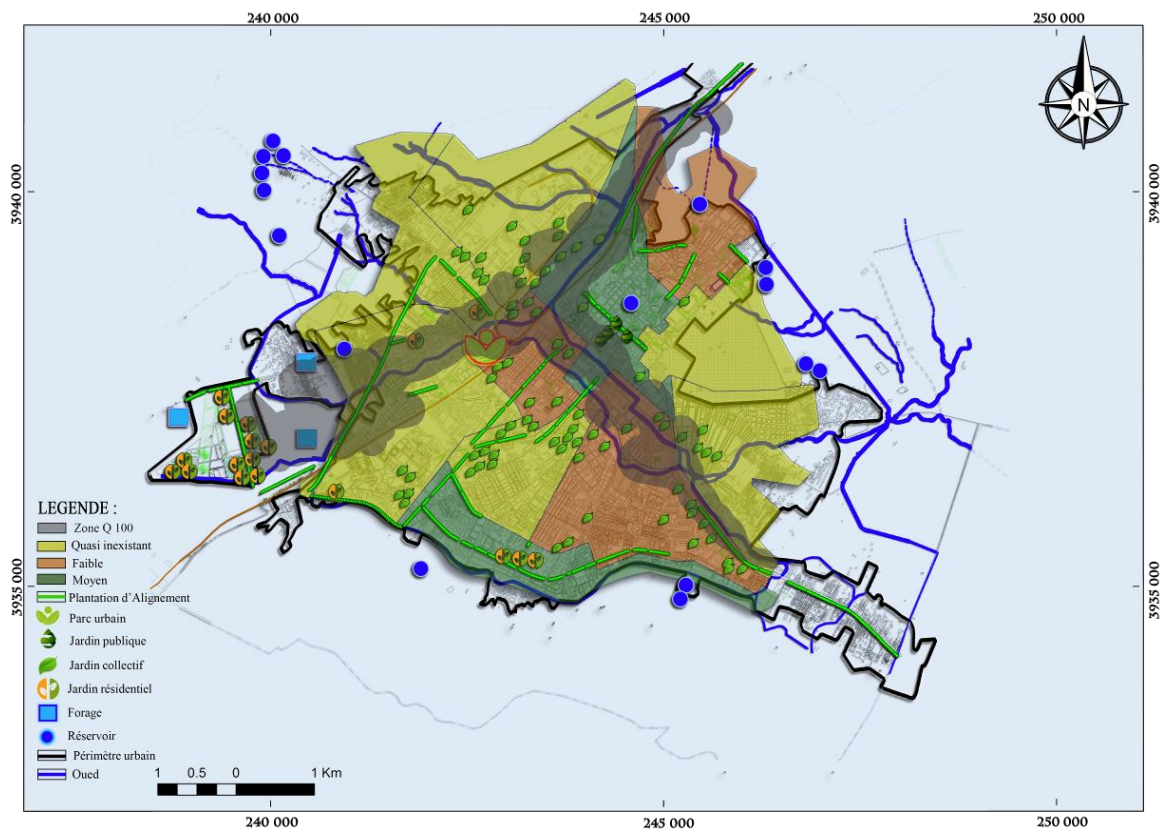 240 000
245 000
250 000
N
3940 000
3940 000
LEGENDE :
Zone Q 100
Quasi inexistant
Faible
Moyen
Plantation d'Alignement
Parc urbain
Jardin publique
Jardin collectif
Jardin résidentiel
Forage
Réservoir
Périmètre urbain
Oued
3935 000
3935 000
1 0.5 0 1 Km
240 000
245 000
250 000